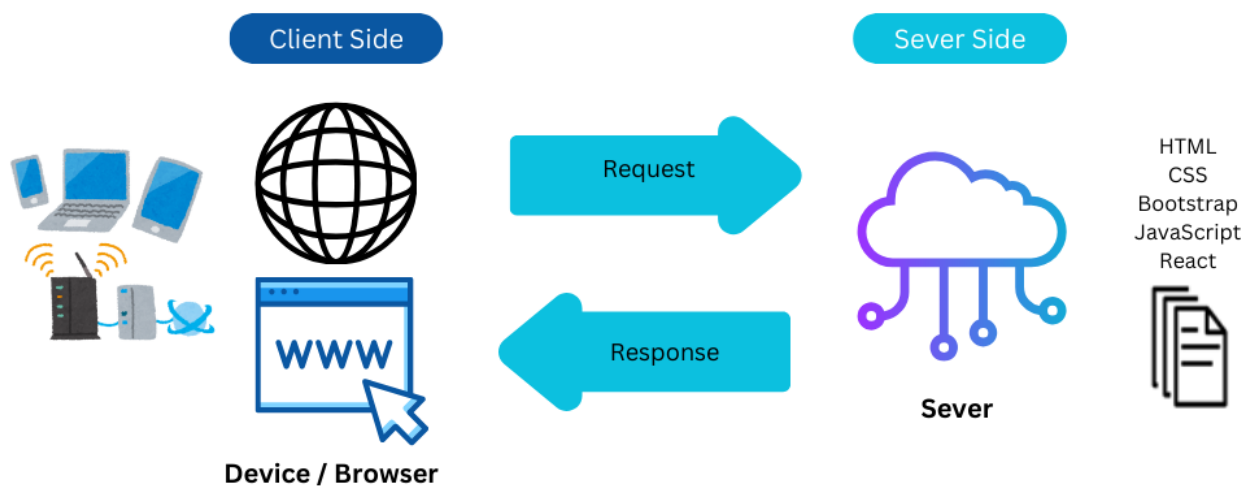 Client Side
Sever Side
Request
HTML
CSS
Bootstrap
JavaScript
React
WWW
Response
Sever
Device / Browser